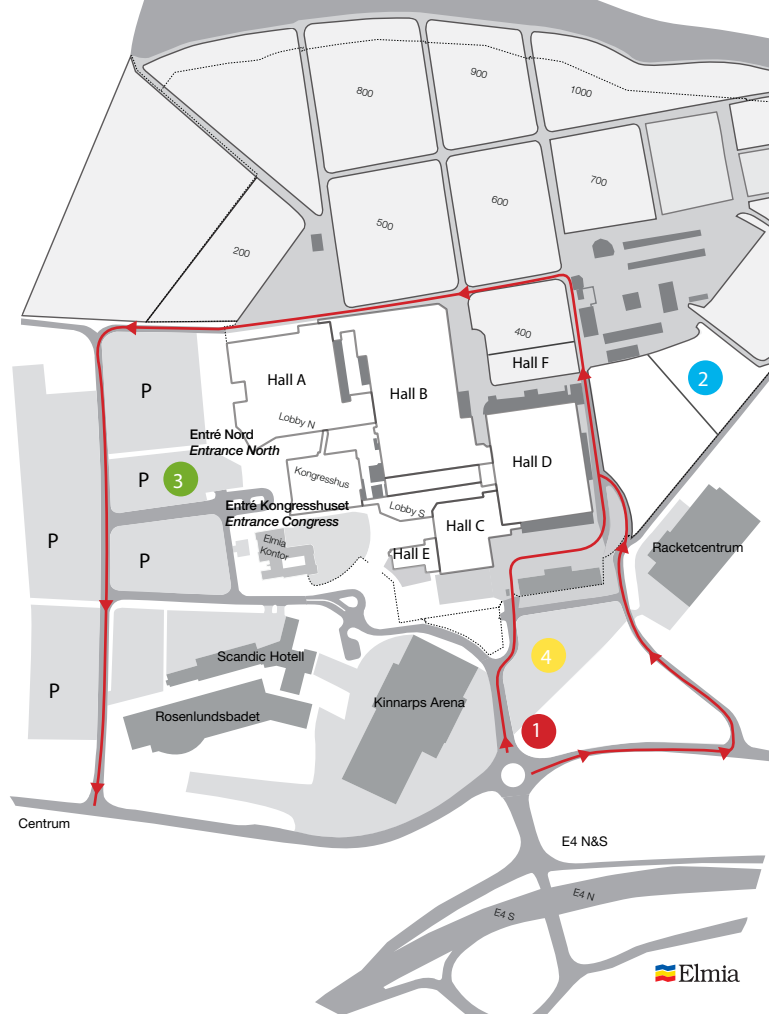 900
800
1000
700
600
500
200
400
Hall F
2
Hall A
P
Hall B
Lobby N
Entré Nord
Entrance North
Hall D
P
3
Kongresshus
Entré Kongresshuset
Entrance Congress
Lobby S
Hall C
P
Elmia
Kontor
Hall E
Racketcentrum
P
Scandic Hotell
4
P
Kinnarps Arena
Rosenlundsbadet
1
Centrum
E4 N&S
E4 N
E4 S
Elmia